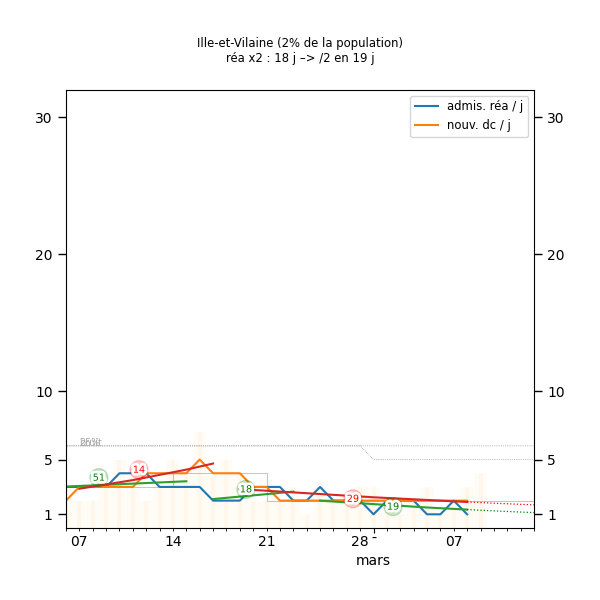 Ille-et-Vilaine (2% de la population)
réa x2 : 18 j –> /2 en 19 j
admis. réa / j
nouv. dc / j
30 30
20 20
10 10
5 5
1 1
51 14 18 29 19
07 14 21 28 07
mars